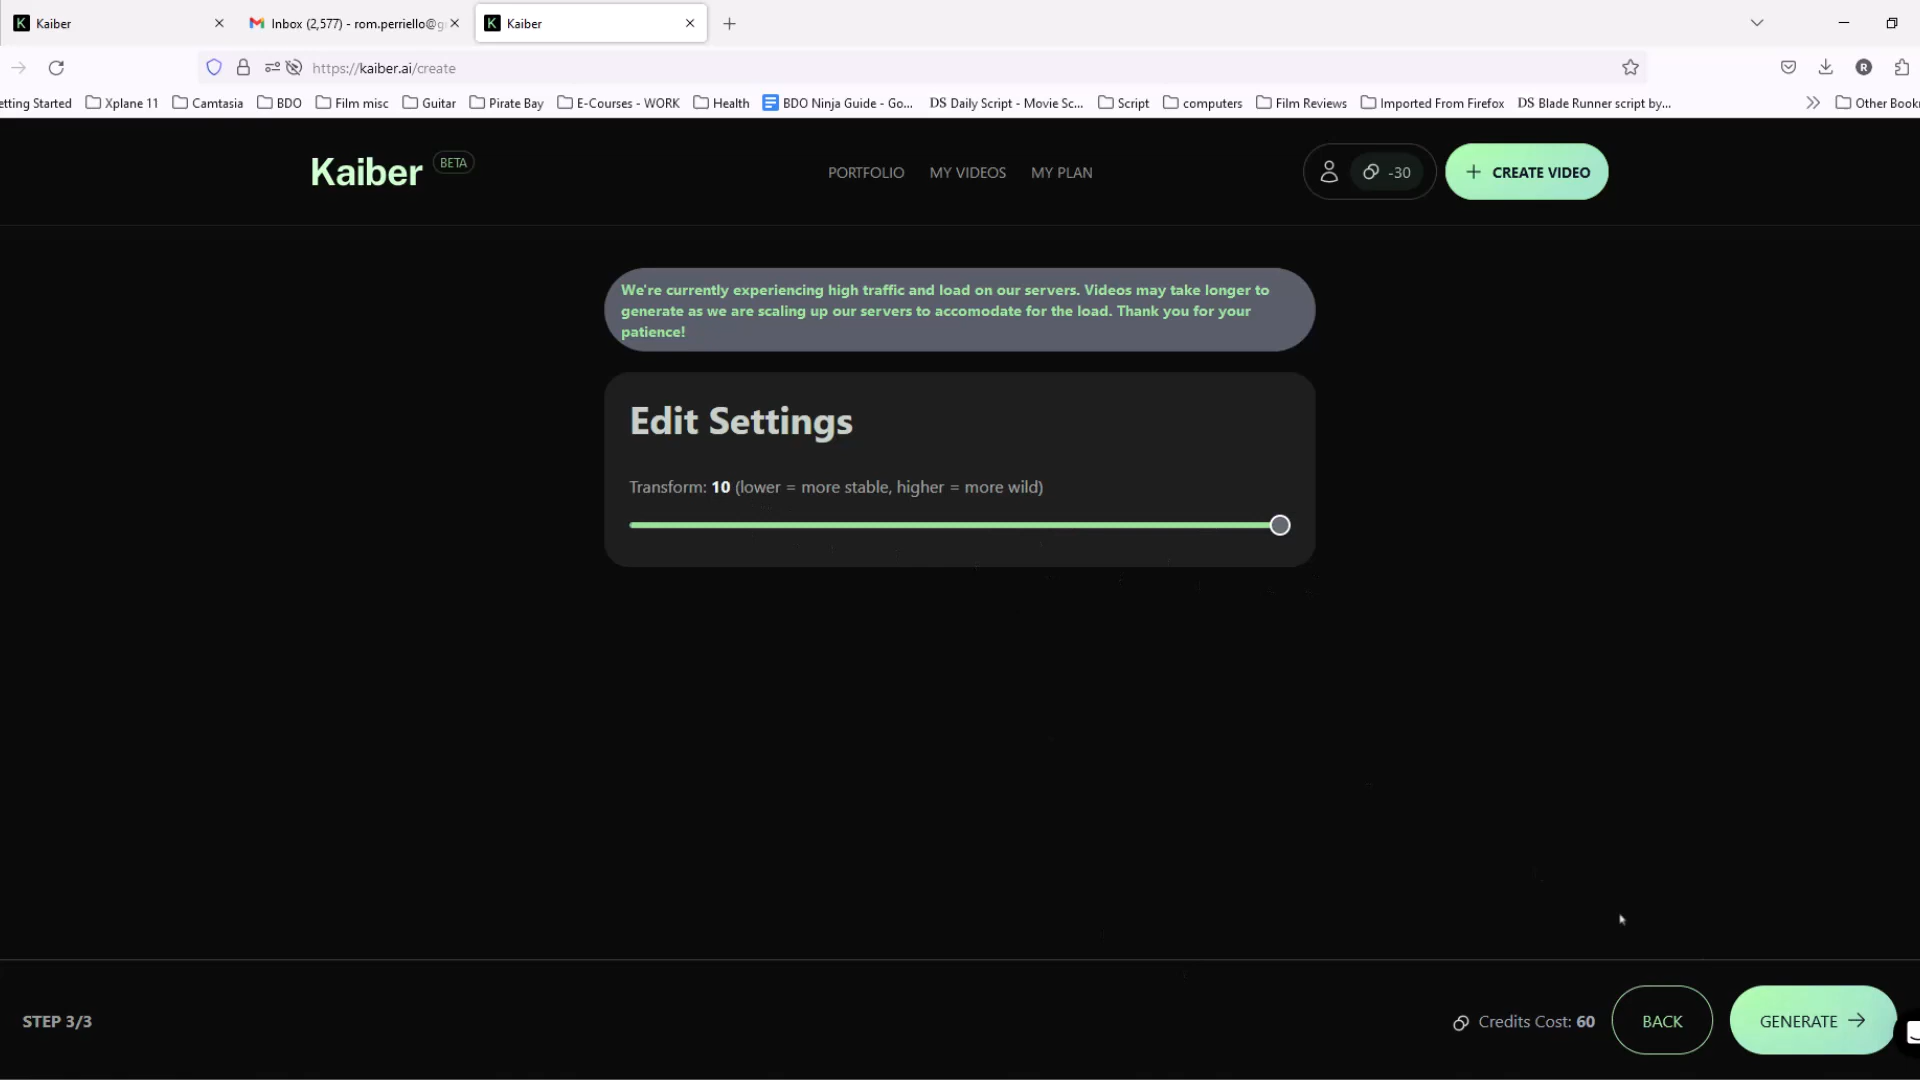 Kaiber
Inbox (2,577) - rom.perriello@g
Kaiber
https://kaiber.ai/create
etting Started Xplane 11 Camtasia BDO Film misc Guitar Pirate Bay E-Courses - WORK Health BDO Ninja Guide - Go... DS Daily Script - Movie Sc... Script computers Film Reviews Imported From Firefox DS Blade Runner script by... Other Book
Kaiber BETA
PORTFOLIO MY VIDEOS MY PLAN
-30
+ CREATE VIDEO
We're currently experiencing high traffic and load on our servers. Videos may take longer to
generate as we are scaling up our servers to accomodate for the load. Thank you for your
patience!
Edit Settings
Transform: 10 (lower = more stable, higher = more wild)
STEP 3/3
Credits Cost: 60
BACK
GENERATE